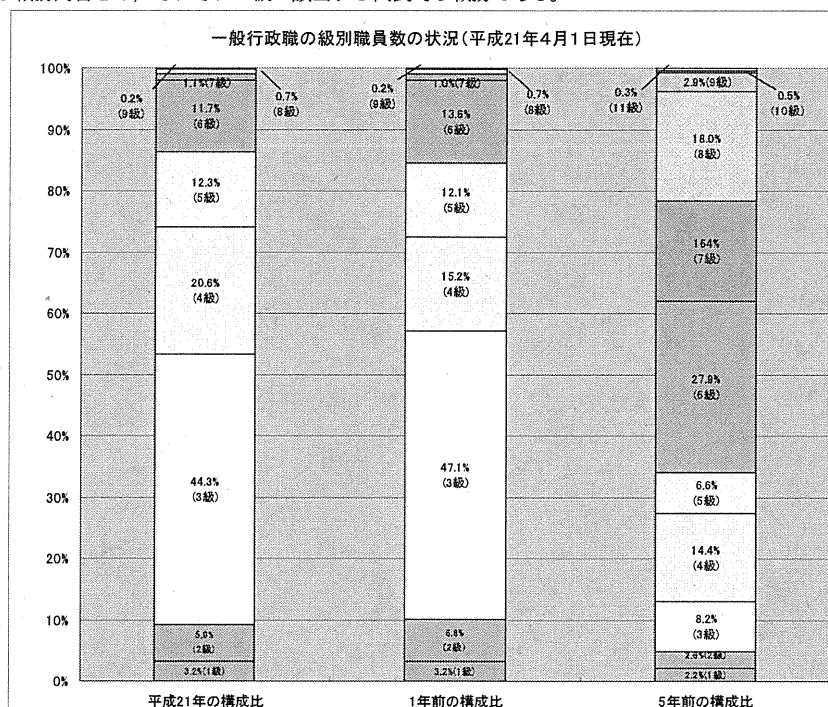 一般行政職の級別職員数の状況(平成21年4月1日現在)
100%
90%
80%
70%
60%
50%
40%
30%
20%
10%
0%
0.2%
(9級)
0.7%
(8級)
1.1%(7級)
11.7%
(6級)
12.3%
(5級)
20.6%
(4級)
44.3%
(3級)
5.9%
(2級)
3.2%(1級)
平成21年の構成比
0.2%
(9級)
0.7%
(8級)
1.0%(7級)
13.6%
(6級)
12.1%
(5級)
15.2%
(4級)
47.1%
(3級)
6.8%
(2級)
3.2%(1級)
1年前の構成比
0.3%
(11級)
0.5%
(10級)
2.9%(9級)
18.0%
(8級)
164%
(7級)
27.9%
(6級)
6.6%
(5級)
14.4%
(4級)
8.2%
(3級)
2.6%(2級)
2.2%(1級)
5年前の構成比